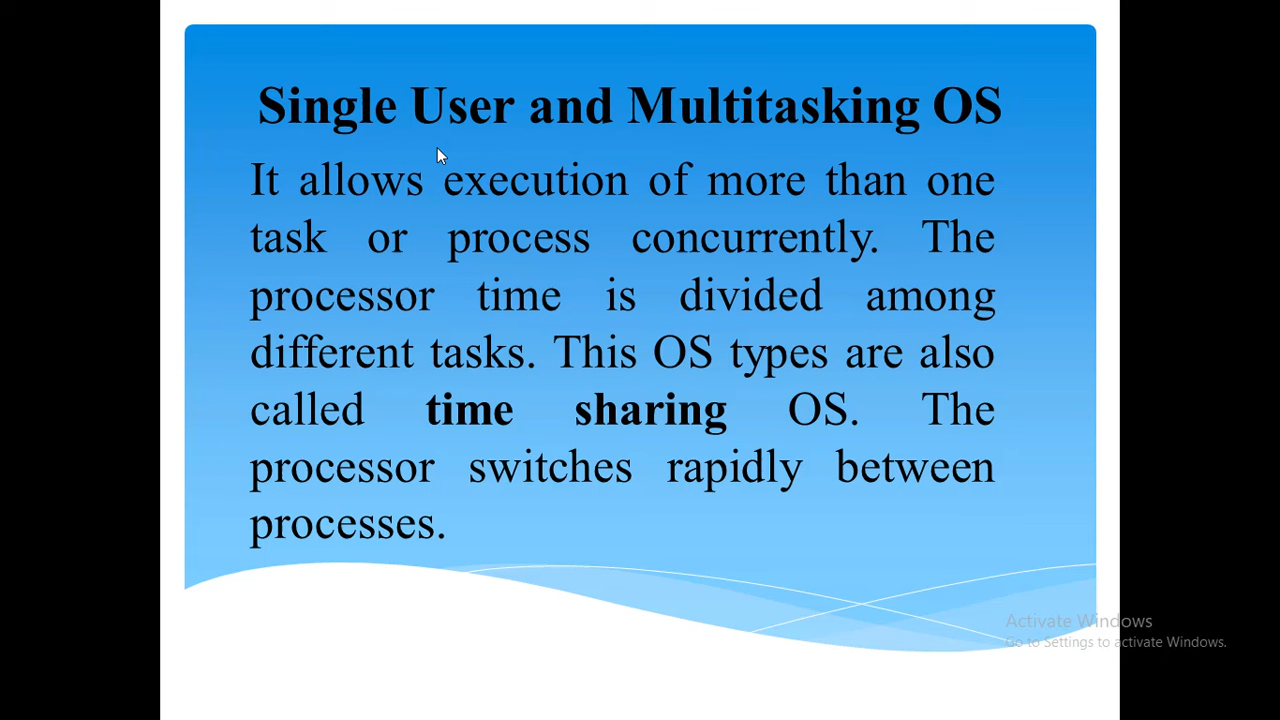 Single User and Multitasking OS
It allows execution of more than one
task or process concurrently. The
processor time is divided among
different tasks. This OS types are also
called time sharing OS. The
processor switches rapidly between
processes.
Activate Windows
Go to Settings to activate Windows.